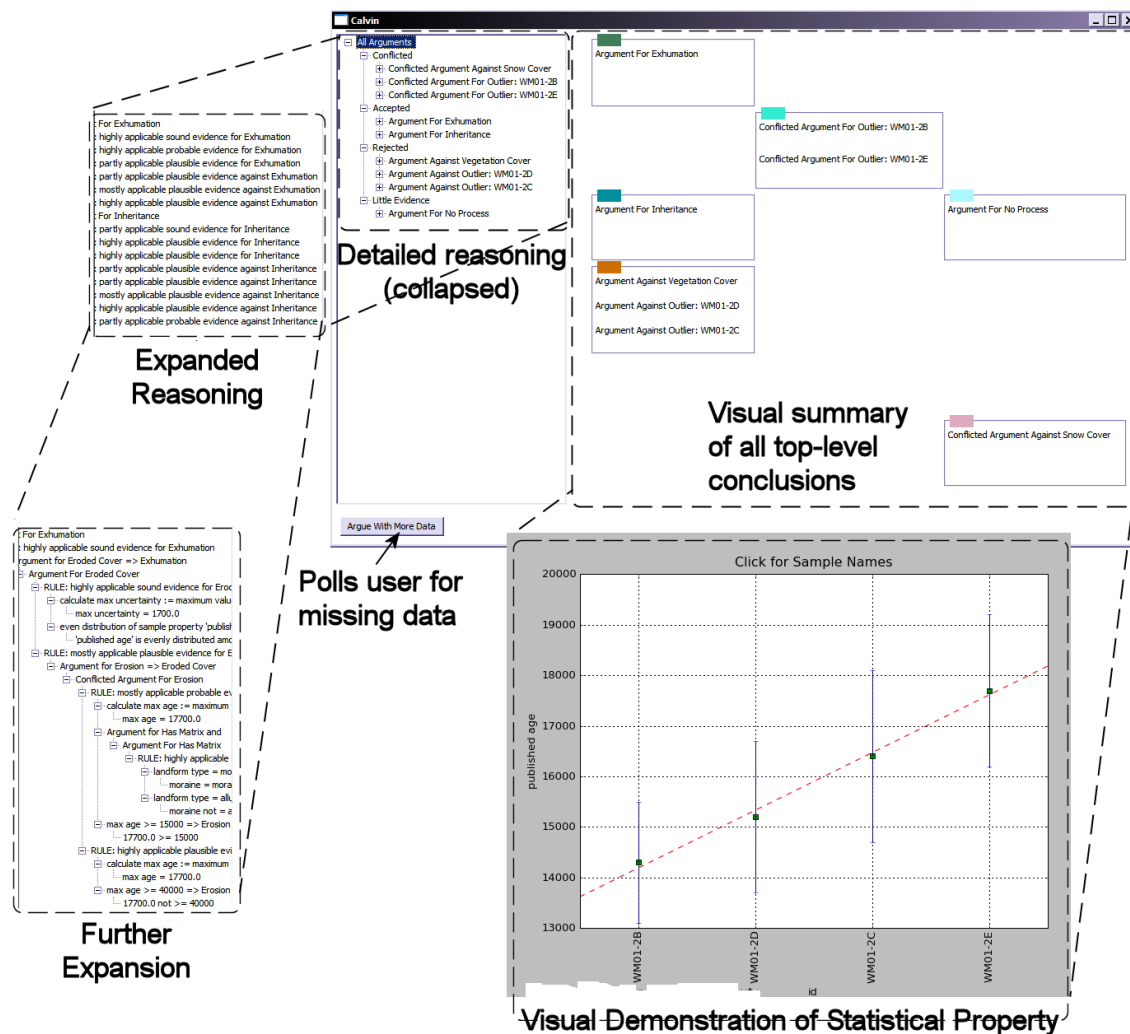 Calvin
All Arguments
Conflicted
Conflicted Argument Against Snow Cover
Conflicted Argument For Outlier: WM01-2B
Conflicted Argument For Outlier: WM01-2E
Accepted
Argument For Exhumation
Argument For Inheritance
Rejected
Argument Against Vegetation Cover
Argument Against Outlier: WM01-2D
Argument Against Outlier: WM01-2C
Little Evidence
Argument For No Process
Detailed reasoning
(collapsed)
Argue With More Data
Polls user for
missing data
Argument For Exhumation
Conflicted Argument For Outlier: WM01-2B
Conflicted Argument For Outlier: WM01-2E
Argument For Inheritance
Argument For No Process
Argument Against Vegetation Cover
Argument Against Outlier: WM01-2D
Argument Against Outlier: WM01-2C
Conflicted Argument Against Snow Cover
Visual summary
of all top-level
conclusions
: For Exhumation
: highly applicable sound evidence for Exhumation
: highly applicable probable evidence for Exhumation
: partly applicable plausible evidence for Exhumation
: partly applicable plausible evidence against Exhumation
: mostly applicable plausible evidence against Exhumation
: highly applicable plausible evidence against Exhumation
: For Inheritance
: partly applicable sound evidence for Inheritance
: highly applicable plausible evidence for Inheritance
: highly applicable plausible evidence for Inheritance
: partly applicable plausible evidence against Inheritance
: partly applicable plausible evidence against Inheritance
: mostly applicable plausible evidence against Inheritance
: highly applicable plausible evidence against Inheritance
: partly applicable probable evidence against Inheritance
Expanded
Reasoning
: For Exhumation
: highly applicable sound evidence for Exhumation
rgument for Eroded Cover => Exhumation
Argument For Eroded Cover
RULE: highly applicable sound evidence for Eroc
calculate max uncertainty := maximum valu
max uncertainty = 1700.0
even distribution of sample property 'publish
'published age' is evenly distributed amo
RULE: mostly applicable plausible evidence for E
Argument for Erosion => Eroded Cover
Conflicted Argument For Erosion
RULE: mostly applicable probable ev
calculate max age := maximum
max age = 17700.0
Argument for Has Matrix and
Argument For Has Matrix
RULE: highly applicable
landform type = mo
moraine = mora
landform type = allu
moraine not = a
max age >= 15000 => Erosion
17700.0 >= 15000
RULE: highly applicable plausible evi
calculate max age := maximum
max age = 17700.0
max age >= 40000 => Erosion
17700.0 not >= 40000
Further
Expansion
Click for Sample Names
20000
19000
18000
17000
16000
15000
14000
13000
published age
WM01-2B
WM01-2D
WM01-2C
WM01-2E
id
Visual Demonstration of Statistical Property